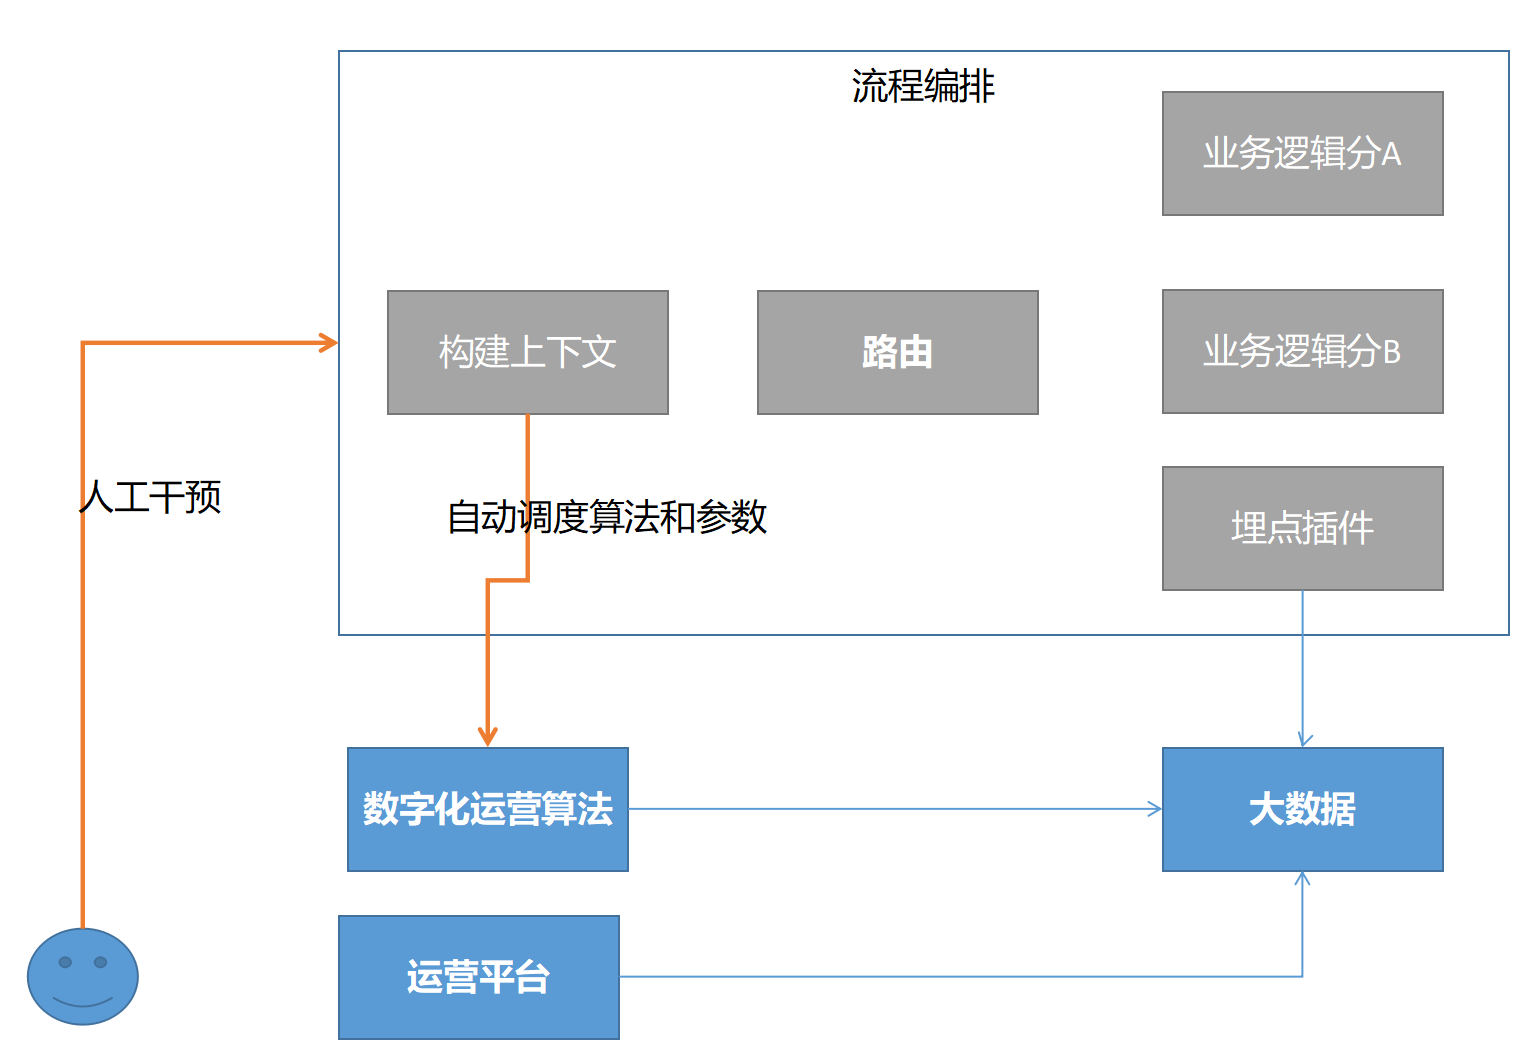 流程编排
业务逻辑分A
构建上下文
路由
业务逻辑分B
人工干预
自动调度算法和参数
埋点插件
数字化运营算法
大数据
运营平台